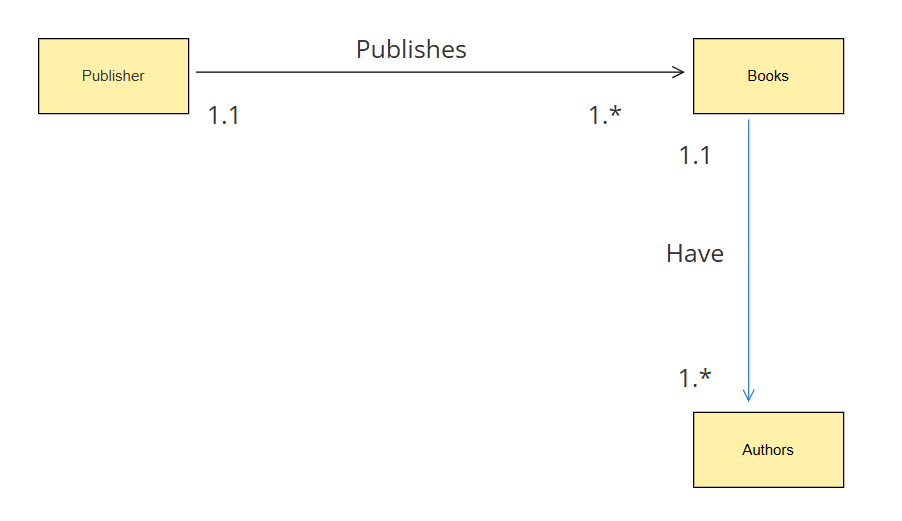 Publishes
Publisher
Books
1.1
1.*
1.1
Have
1.*
Authors